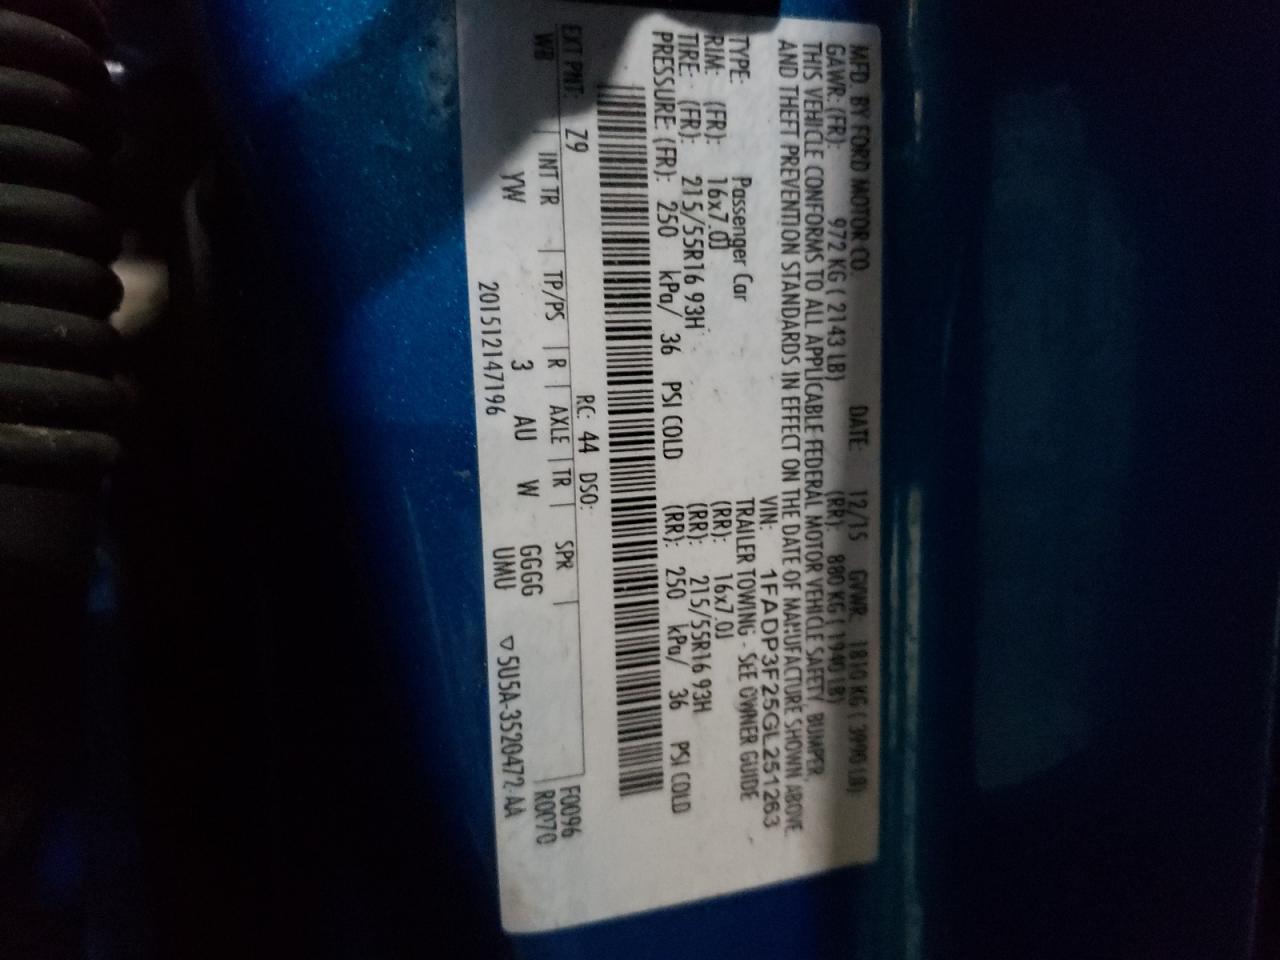 MFD. BY FORD MOTOR CO. DATE: 12/15 GVWR: 1810 KG ( 3990 LB)
GAWR: (FR): 972 KG ( 2143 LB) (RR): 880 KG ( 1940 LB)
THIS VEHICLE CONFORMS TO ALL APPLICABLE FEDERAL MOTOR VEHICLE SAFETY, BUMPER,
AND THEFT PREVENTION STANDARDS IN EFFECT ON THE DATE OF MANUFACTURE SHOWN ABOVE.
VIN: 1FADP3F25GL251263
TYPE: Passenger Car TRAILER TOWING - SEE OWNER GUIDE
RIM: (FR): 16x7.0J (RR): 16x7.0J
TIRE: (FR): 215/55R16 93H (RR): 215/55R16 93H
PRESSURE: (FR): 250 kPa/ 36 PSI COLD (RR): 250 kPa/ 36 PSI COLD
EXT PNT: Z9 RC: 44 DSO: F0096
WB INT TR TP/PS R AXLE TR SPR R0070
YW 3 AU W GGGG
UMU
201512147196 ▽5U5A-3520472-AA